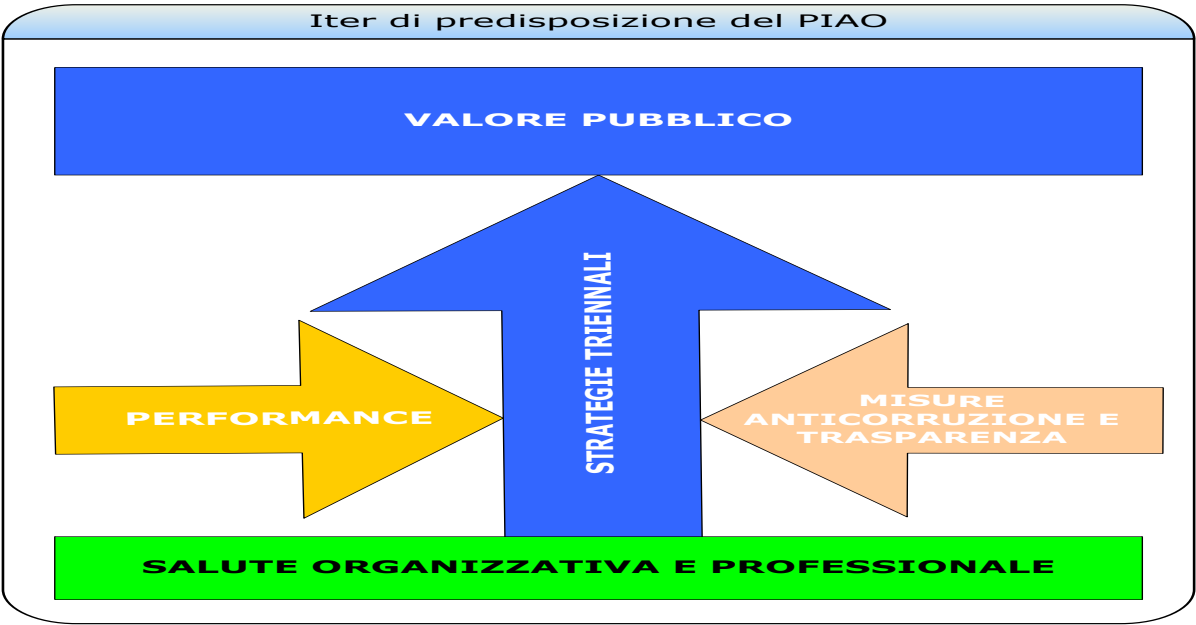 Iter di predisposizione del PIAO
VALORE PUBBLICO
STRATEGIE TRIENNALI
PERFORMANCE
MISURE
ANTICORRUZIONE E
TRASPARENZA
SALUTE ORGANIZZATIVA E PROFESSIONALE